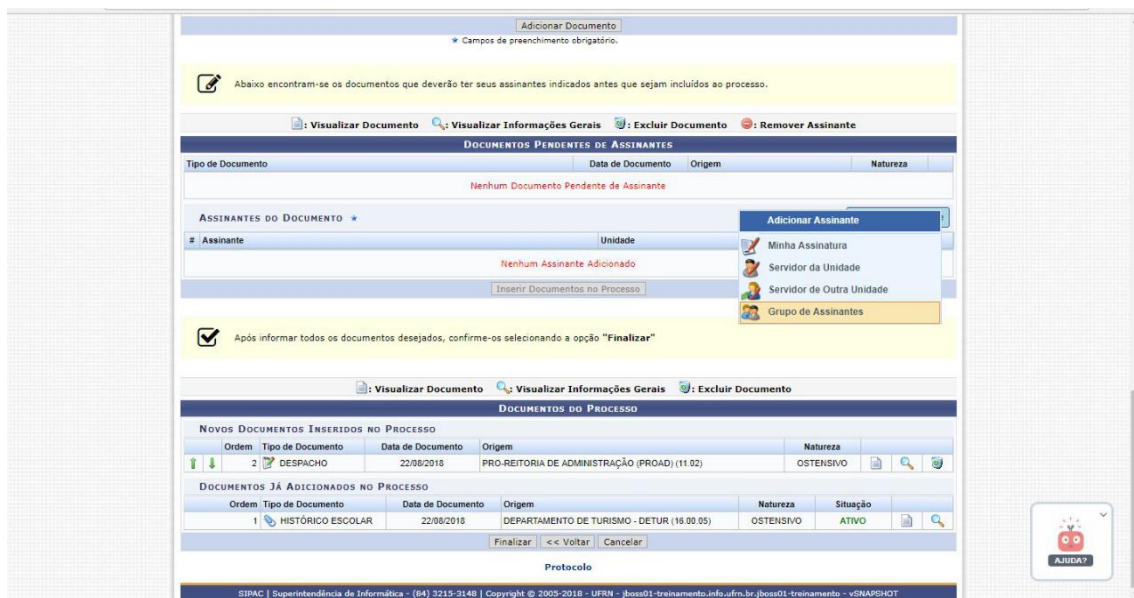 Adicionar Documento
★ Campos de preenchimento obrigatório.
Abaixo encontram-se os documentos que deverão ter seus assinantes indicados antes que sejam incluídos ao processo.
: Visualizar Documento : Visualizar Informações Gerais : Excluir Documento : Remover Assinante
DOCUMENTOS PENDENTES DE ASSINANTES
Tipo de Documento Data de Documento Origem Natureza
Nenhum Documento Pendente de Assinante
ASSINANTES DO DOCUMENTO ★
Adicionar Assinante
# Assinante Unidade
Minha Assinatura
Nenhum Assinante Adicionado
Servidor da Unidade
Inserir Documentos no Processo
Servidor de Outra Unidade
Grupo de Assinantes
Após informar todos os documentos desejados, confirme-os selecionando a opção "Finalizar"
: Visualizar Documento : Visualizar Informações Gerais : Excluir Documento
DOCUMENTOS DO PROCESSO
NOVOS DOCUMENTOS INSERIDOS NO PROCESSO
Ordem Tipo de Documento Data de Documento Origem Natureza
2 DESPACHO 22/08/2018 PRO-REITORIA DE ADMINISTRAÇÃO (PROAD) (11.02) OSTENSIVO
DOCUMENTOS JÁ ADICIONADOS NO PROCESSO
Ordem Tipo de Documento Data de Documento Origem Natureza Situação
1 HISTÓRICO ESCOLAR 22/08/2018 DEPARTAMENTO DE TURISMO - DETUR (16.00.05) OSTENSIVO ATIVO
Finalizar << Voltar Cancelar
AJUDA?
Protocolo
SIPAC | Superintendência de Informática - (84) 3215-3148 | Copyright © 2005-2018 - UFRN - jboss01-treinamento.info.ufrn.br.jboss01-treinamento - vSNAPSHOT